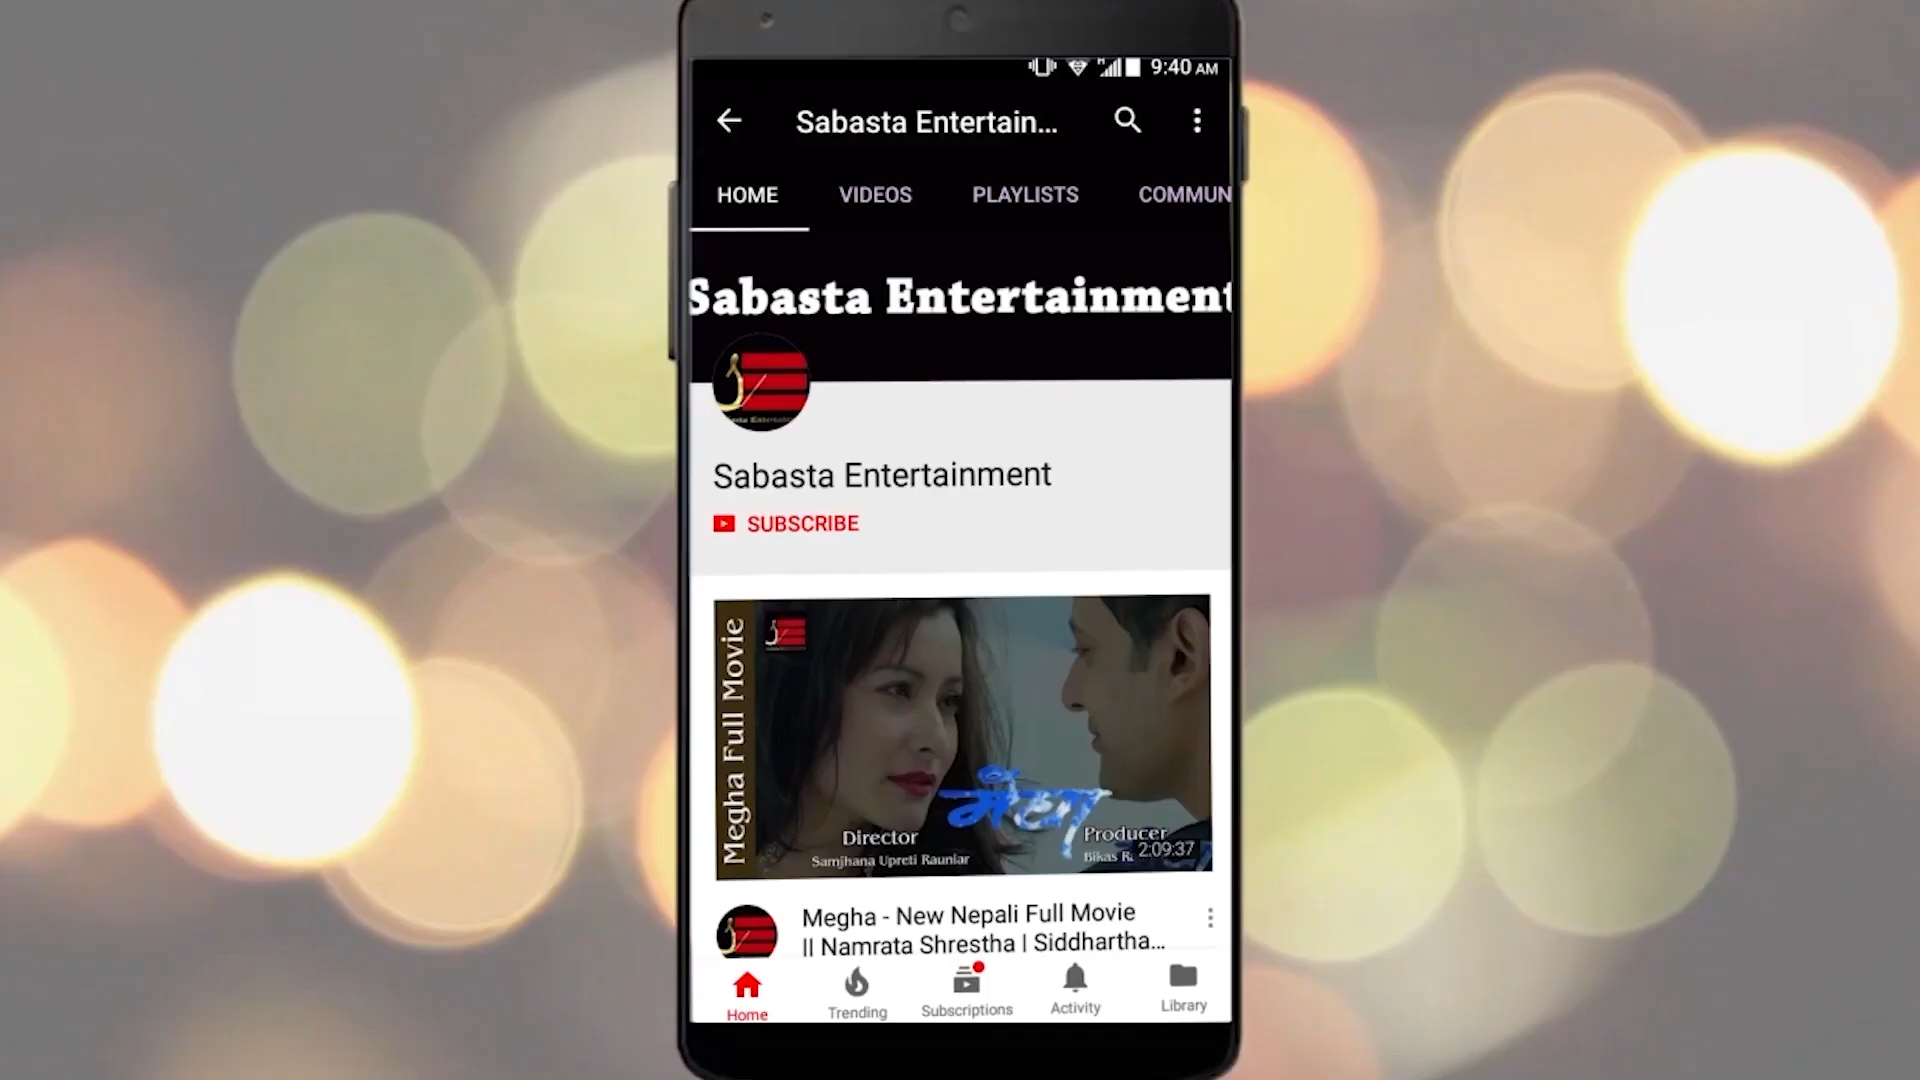 9:40 AM
Sabasta Entertain...
HOME VIDEOS PLAYLISTS COMMUN
Sabasta Entertainment
Sabasta Entertainment
SUBSCRIBE
Megha Full Movie
मेघा
Director
Samjhana Upreti Rauniar
Producer
Bikas
2:09:37
Megha - New Nepali Full Movie
|| Namrata Shrestha | Siddhartha...
Home Trending Subscriptions Activity Library